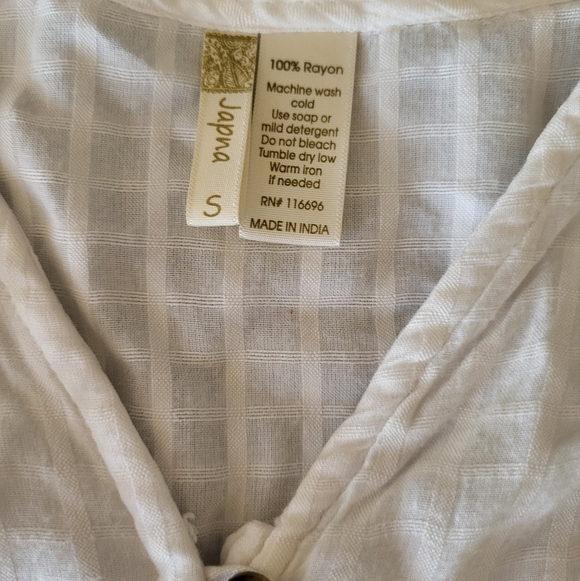 Japna
S
100% Rayon
Machine wash
cold
Use soap or
mild detergent
Do not bleach
Tumble dry low
Warm iron
If needed
RN# 116696
MADE IN INDIA